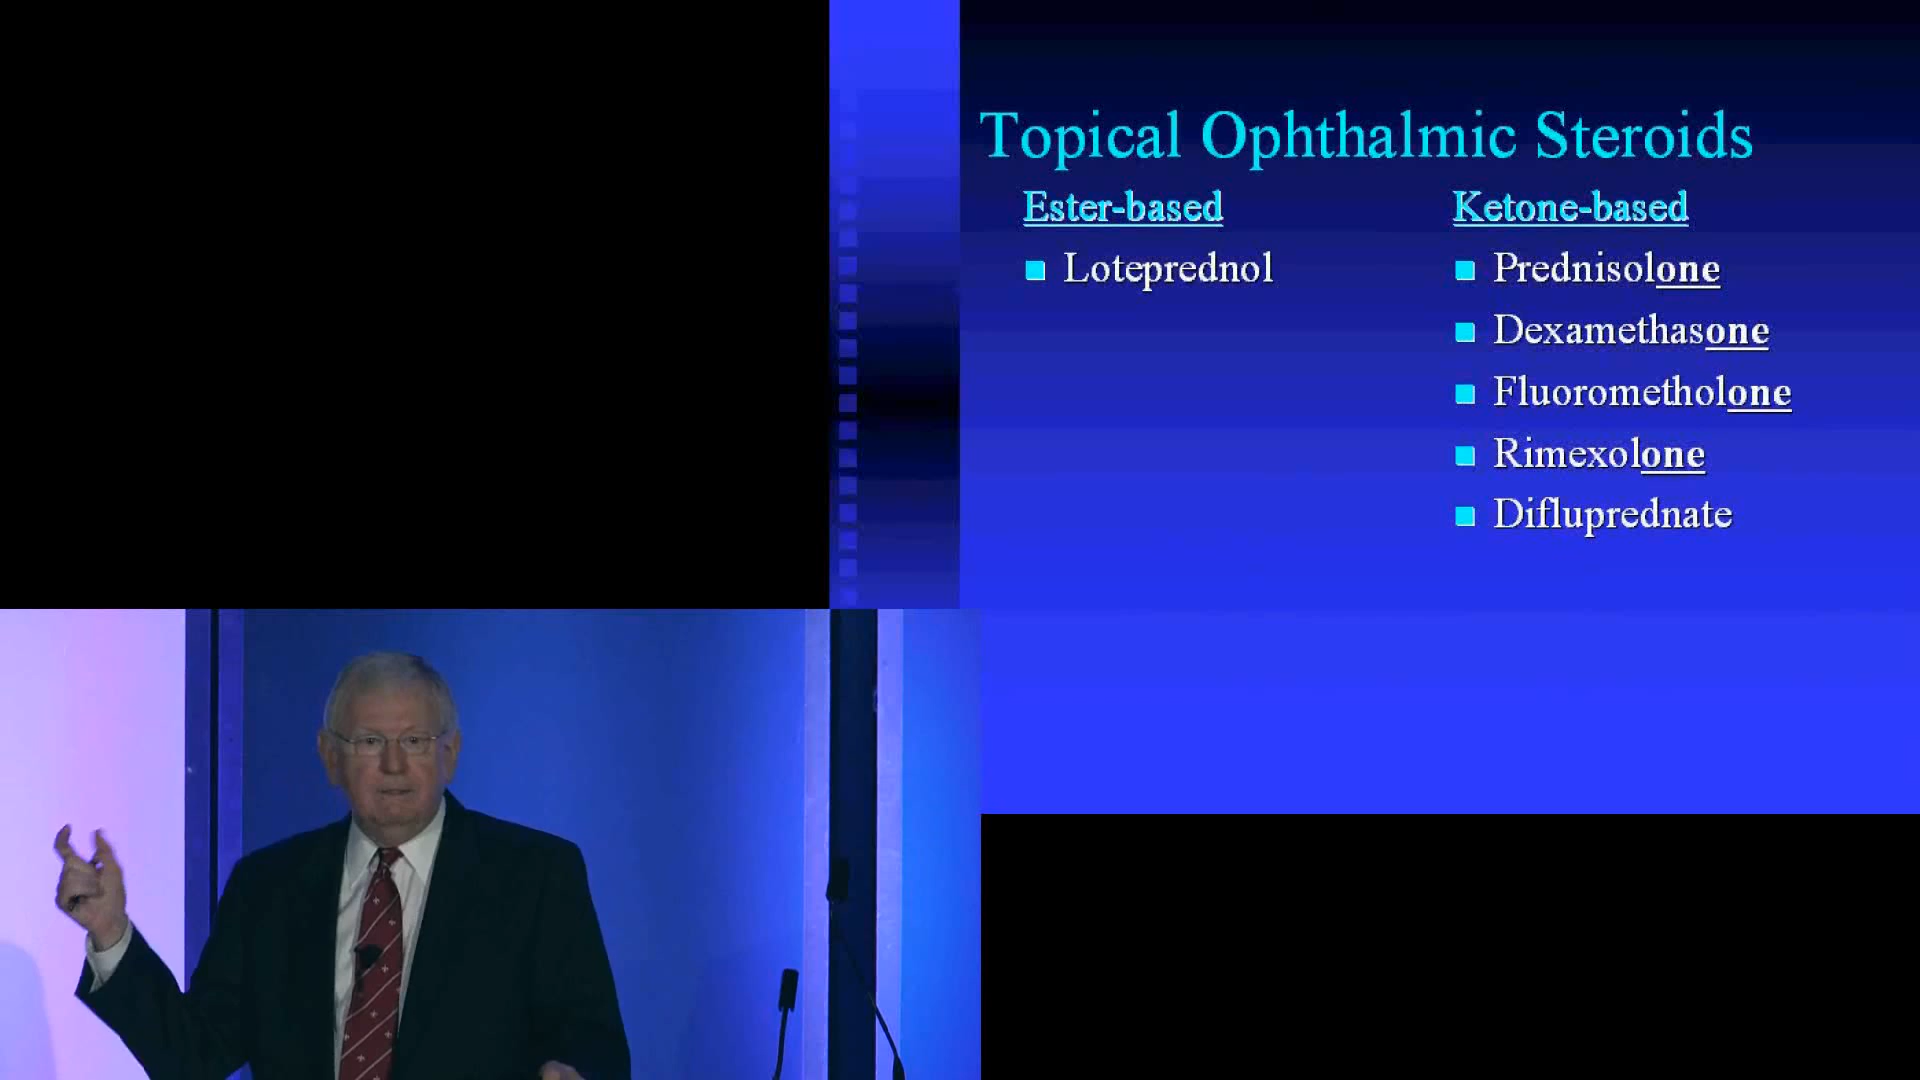 Topical Ophthalmic Steroids
Ester-based
Loteprednol
Ketone-based
Prednisolone
Dexamethasone
Fluorometholone
Rimexolone
Difluprednate